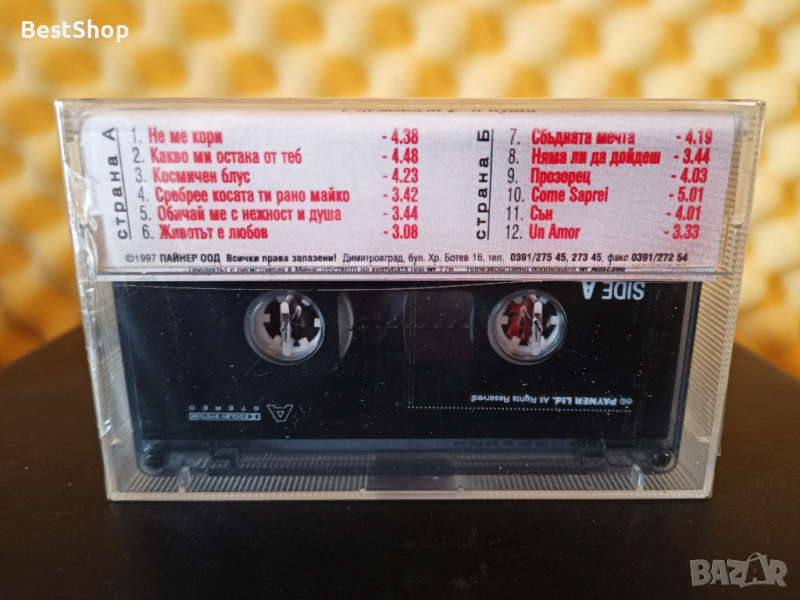 BestShop
страна А
1. Не ме кори - 4.38
2. Какво ми остана от теб - 4.48
3. Космичен блус - 4.23
4. Сребрее косата ти рано майко - 3.42
5. Обичай ме с нежност и душа - 3.44
6. Животът е любов - 3.08
страна Б
7. Сбъдната мечта - 4.19
8. Няма ли да дойдеш - 3.44
9. Прозорец - 4.03
10. Come Saprei - 5.01
11. Сън - 4.01
12. Un Amor - 3.33
©1997 ПАЙНЕР ООД Всички права запазени! Димитровград, бул. Хр. Ботев 16, тел. 0391/275 45, 273 45, факс 0391/272 54
SIDE A
PAYNER Ltd. All Rights Reserved!
STEREO
DOLBY SYSTEM
BAZAR